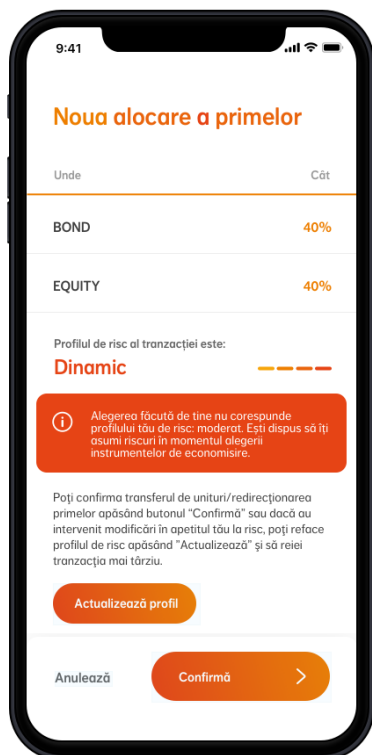 9:41
Noua alocare a primelor
Unde Cât
BOND 40%
EQUITY 40%
Profilul de risc al tranzacției este:
Dinamic
Alegerea făcută de tine nu corespunde
profilului tău de risc: moderat. Ești dispus să îți
asumi riscuri în momentul alegerii
instrumentelor de economisire.
Poți confirma transferul de unituri/redirecționarea
primelor apăsând butonul “Confirmă” sau dacă au
intervenit modificări în apetitul tău la risc, poți reface
profilul de risc apăsând ”Actualizează” și să reiei
tranzacția mai târziu.
Actualizează profil
Anulează Confirmă